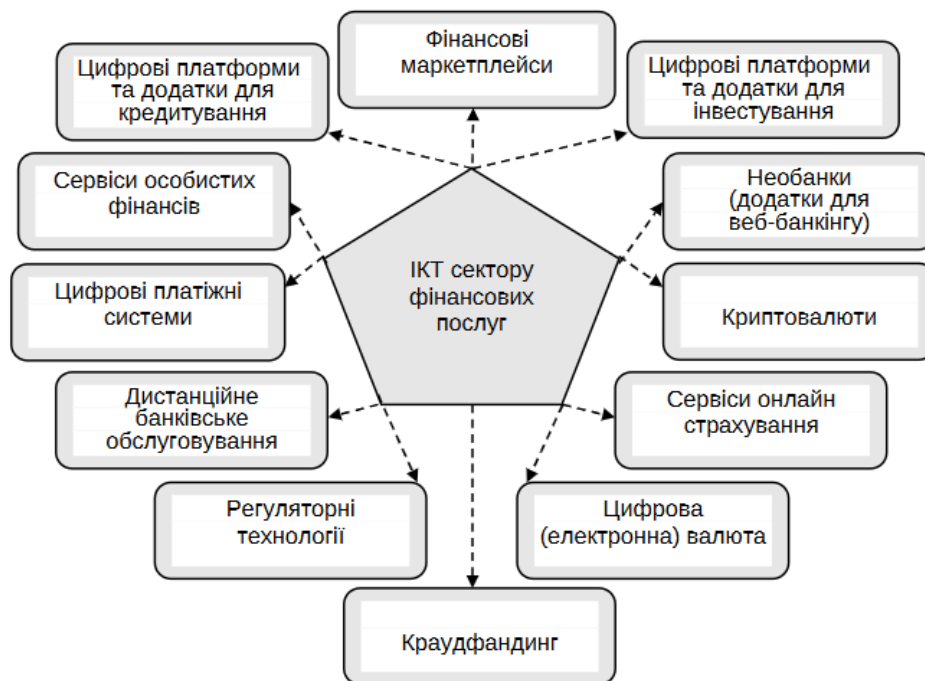 Фінансові
маркетплейси
Цифрові платформи
та додатки для
кредитування
Цифрові платформи
та додатки для
інвестування
Сервіси особистих
фінансів
Необанки
(додатки для
веб-банкінгу)
ІКТ сектору
фінансових
послуг
Цифрові платіжні
системи
Криптовалюти
Дистанційне
банківське
обслуговування
Сервіси онлайн
страхування
Регуляторні
технології
Цифрова
(електронна) валюта
Краудфандинг